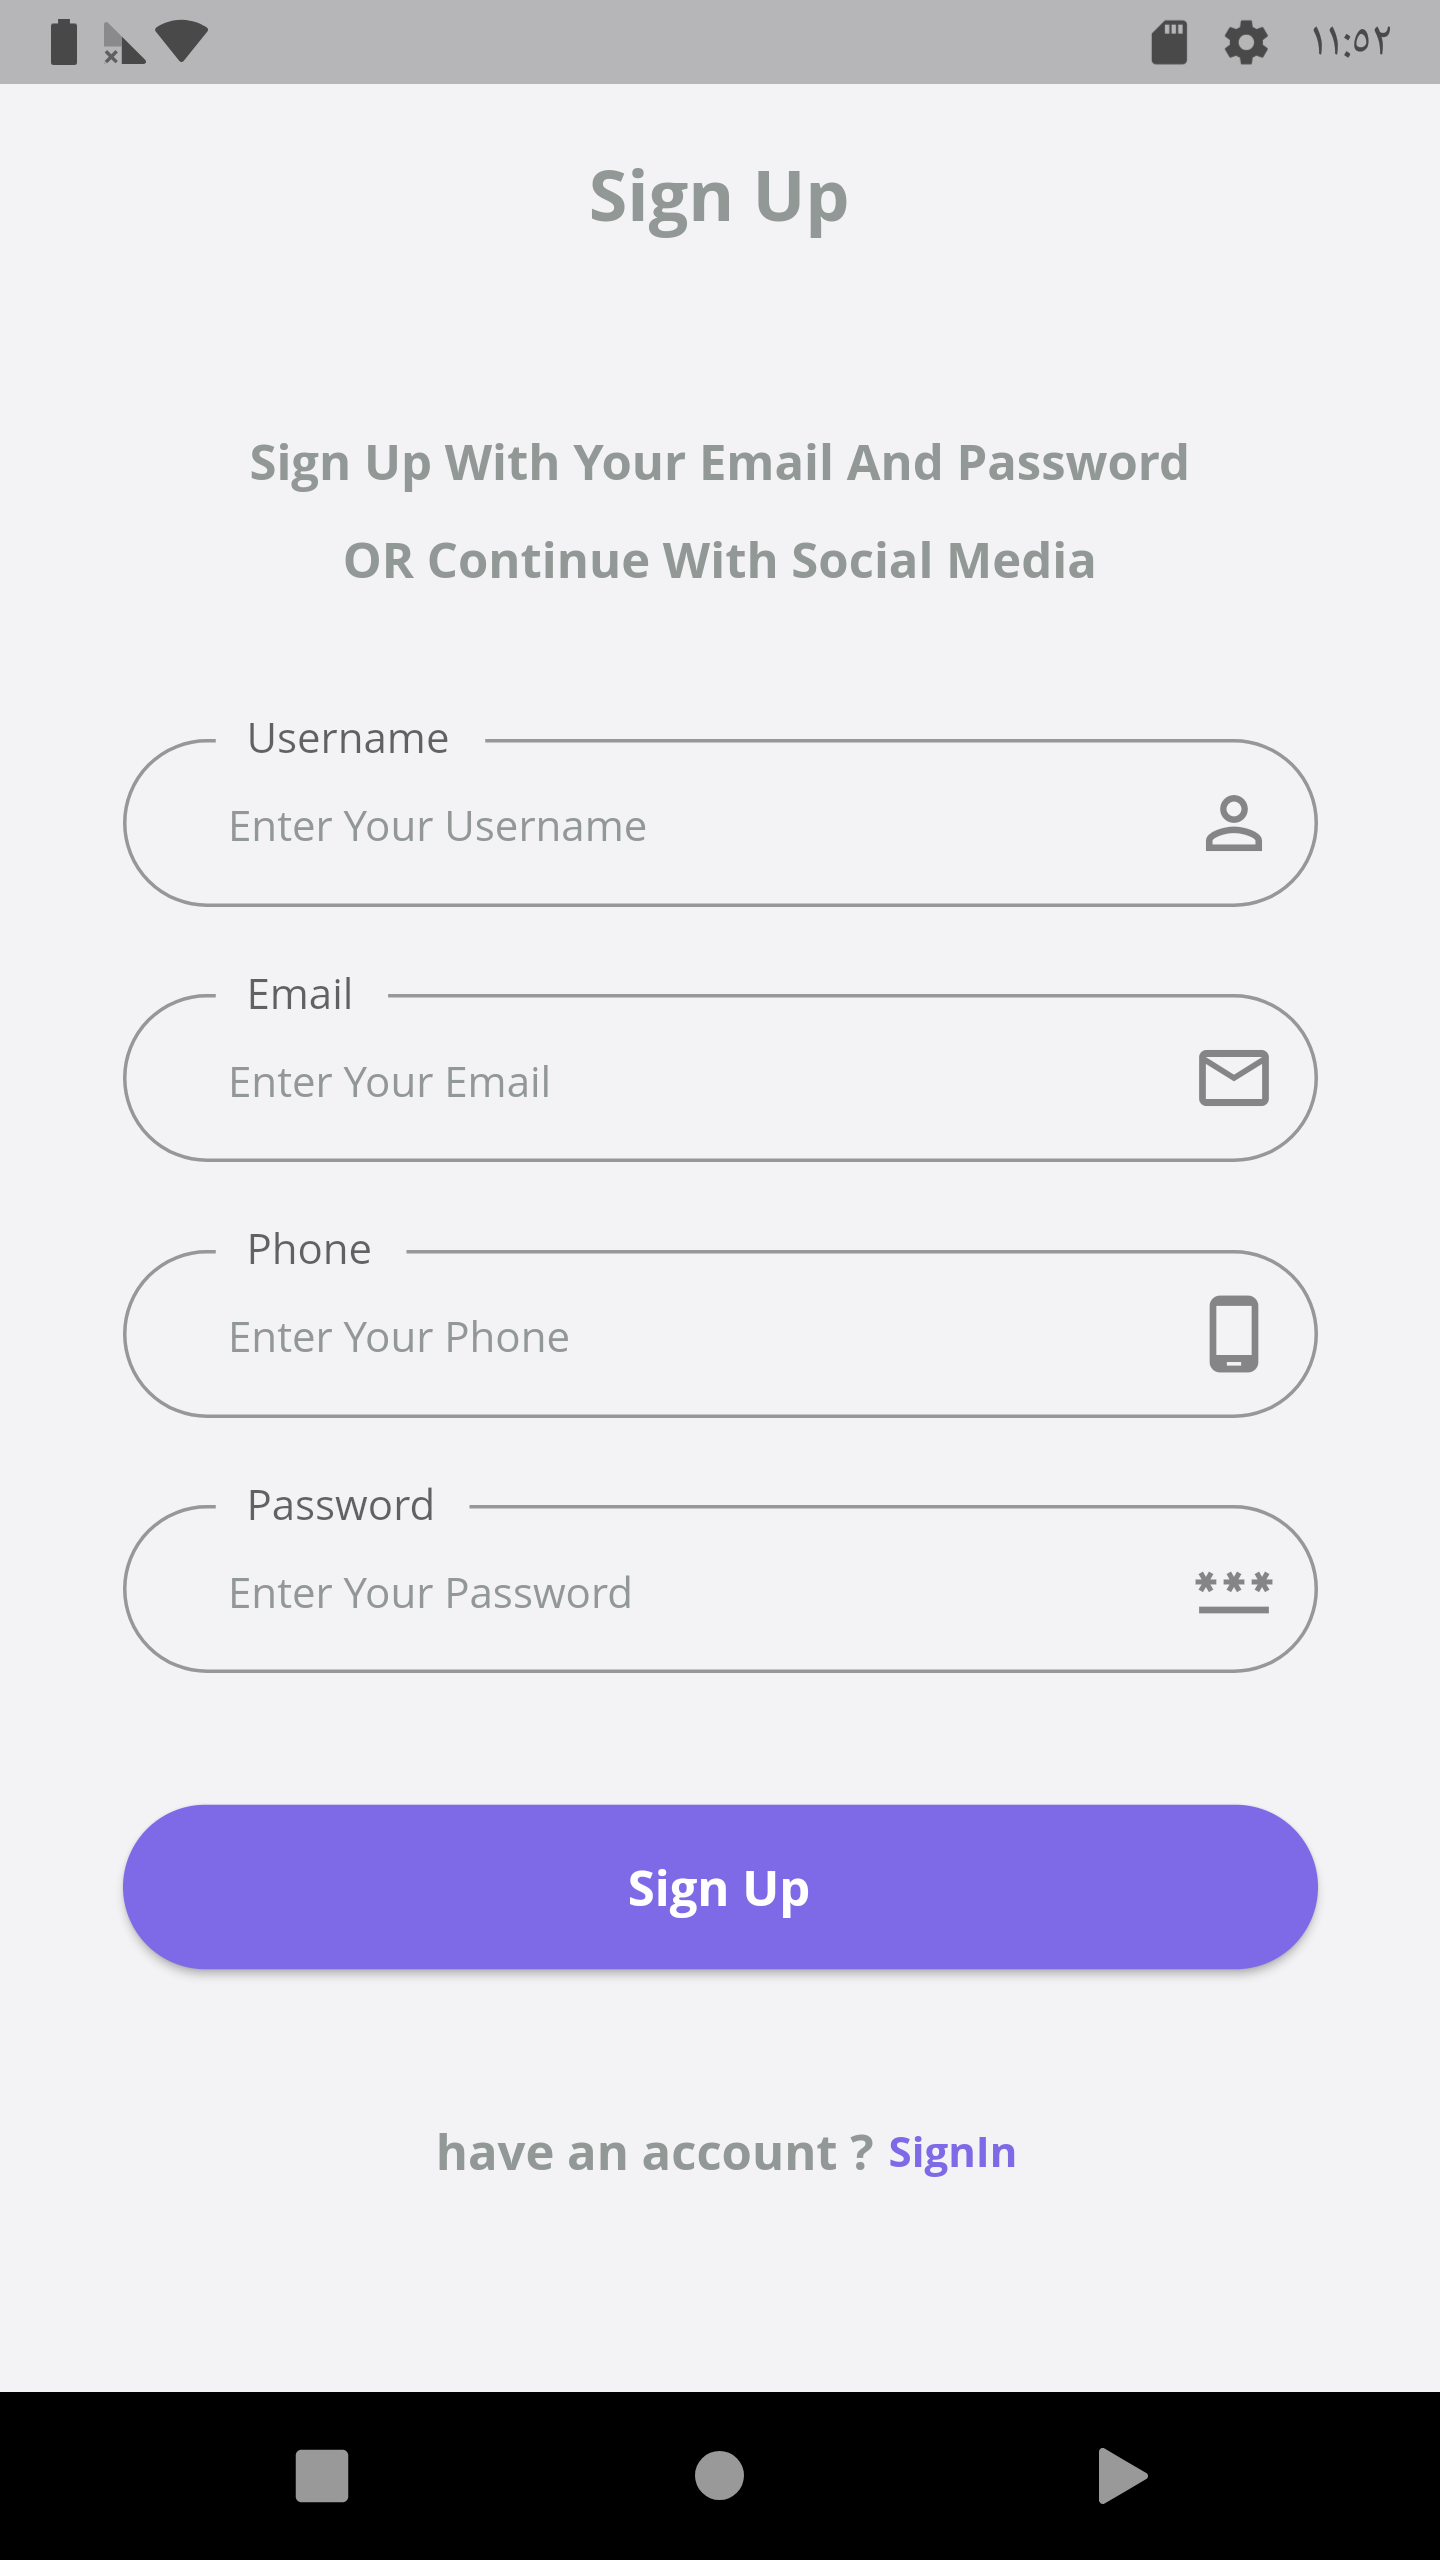 ١١:٥٢
Sign Up
Sign Up With Your Email And Password
OR Continue With Social Media
Username
Enter Your Username
Email
Enter Your Email
Phone
Enter Your Phone
Password
Enter Your Password
Sign Up
have an account ? SignIn